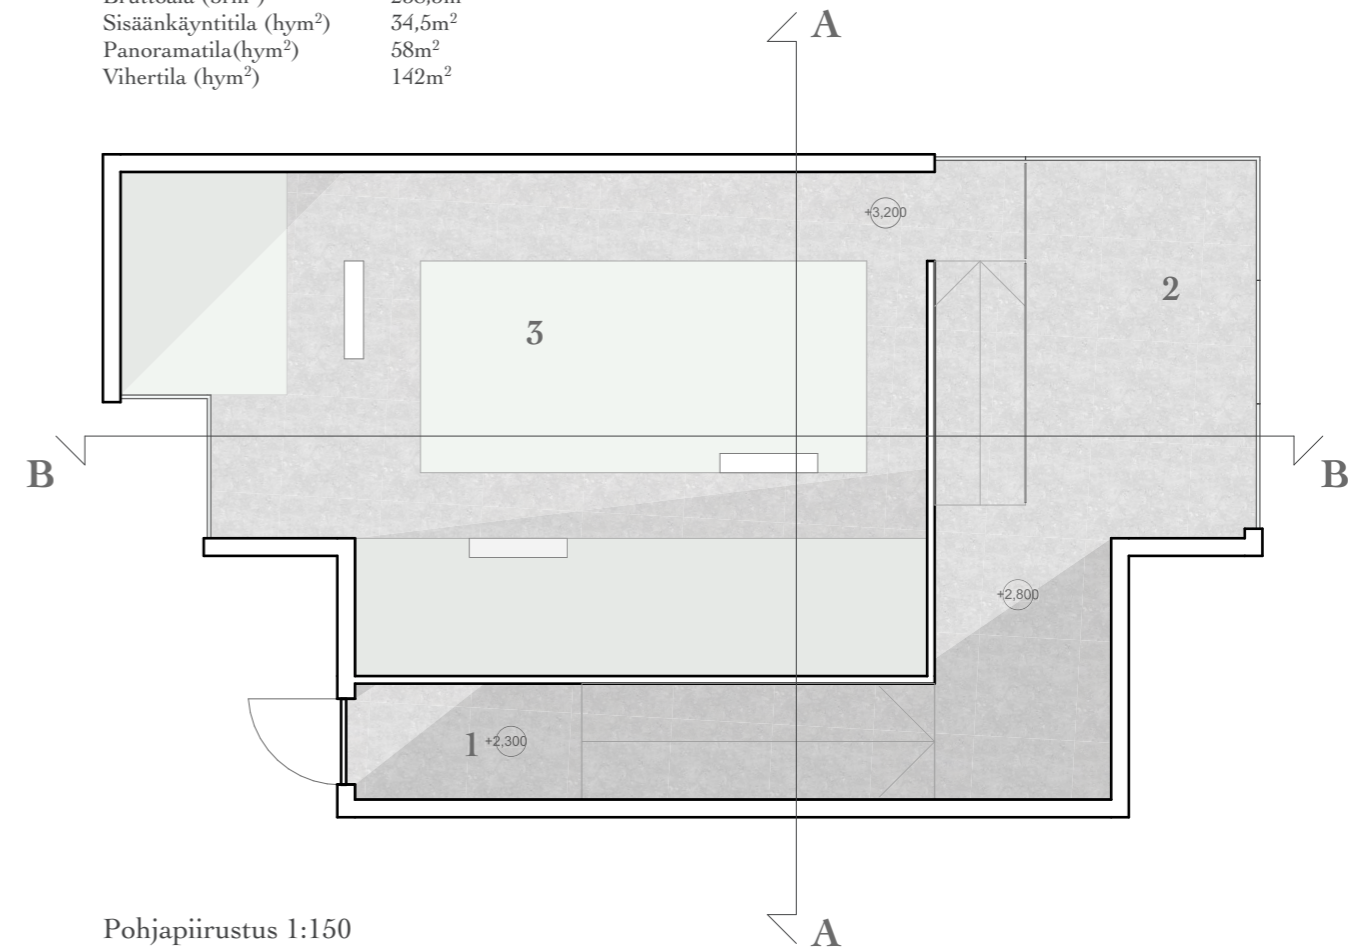 Sisäänkäyntitila (hym²) 34,5m²
Panoramatila(hym²) 58m²
Vihertila (hym²) 142m²
A
+3,200
2
3
B
B
+2,800
1 +2,300
Pohjapiirustus 1:150
A